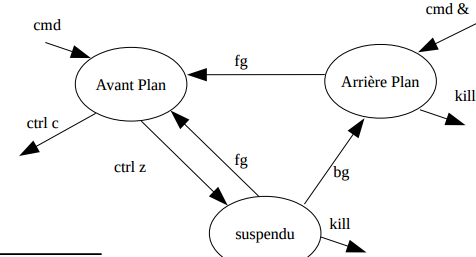 cmd &
cmd
fg
Avant Plan
Arrière Plan
kill
ctrl c
ctrl z
fg
bg
kill
suspendu